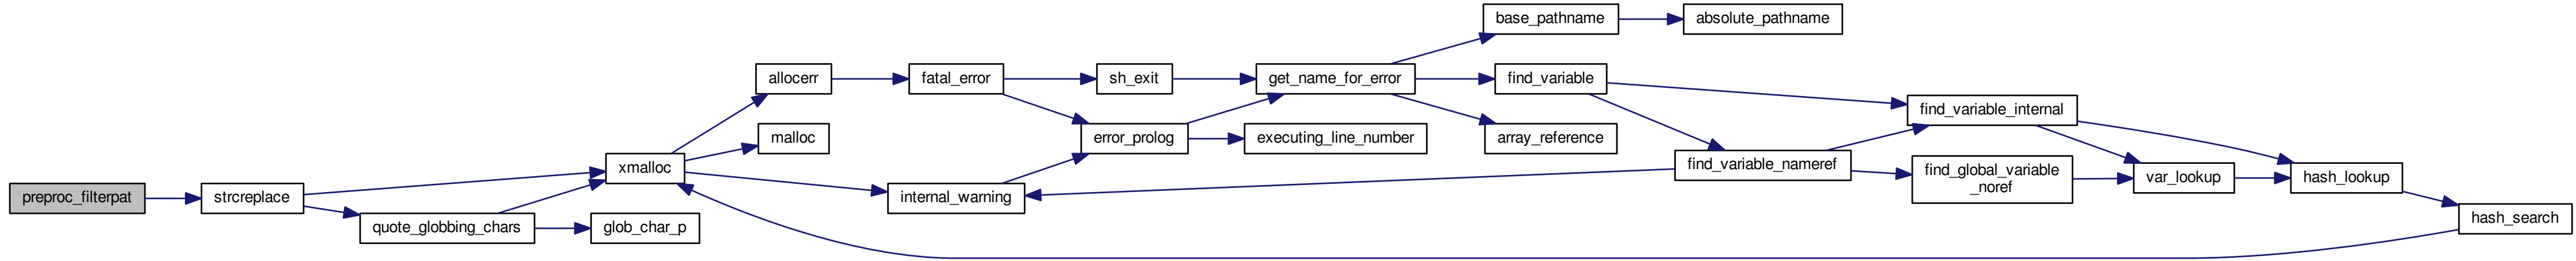 preproc_filterpat
strcreplace
quote_globbing_chars
xmalloc
glob_char_p
allocerr
malloc
internal_warning
fatal_error
sh_exit
error_prolog
get_name_for_error
executing_line_number
base_pathname
find_variable
array_reference
absolute_pathname
find_variable_nameref
find_variable_internal
find_global_variable
_noref
var_lookup
hash_lookup
hash_search